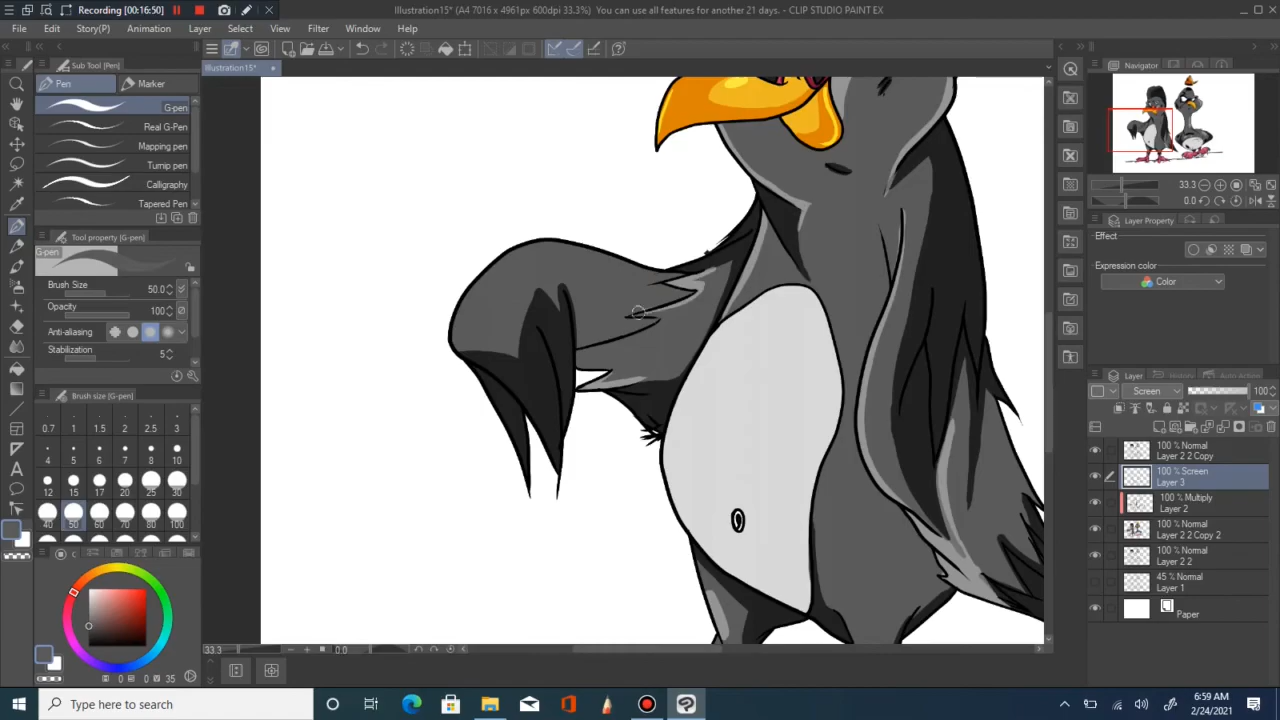 Recording [00:16:50]
Illustration15* (A4 7016 x 4961px 600dpi 33.3%) You can use all features for another 21 days. - CLIP STUDIO PAINT EX
File Edit Story(P) Animation Layer Select View Filter Window Help
Sub Tool [Pen]
Pen Marker
G-pen
Real G-Pen
Mapping pen
Turnip pen
Calligraphy
Tapered Pen
Tool property [G-pen]
G-pen
Brush Size 50.0
Opacity 100
Anti-aliasing
Stabilization 5
Brush size [G-pen]
0.7 1 1.5 2 2.5 3
4 5 6 7 8 10
12 15 17 20 25 30
40 50 60 70 80 100
C
0 0 35
Illustration15*
33.3 0.0
Navigator
33.3
0.0
Layer Property
Effect
Expression color
Color
Layer History Auto Action
Screen 100
100 % Normal
Layer 2 2 Copy
100 % Screen
Layer 3
100 % Multiply
Layer 2
100 % Normal
Layer 2 2 Copy 2
100 % Normal
Layer 2 2
45 % Normal
Layer 1
Paper
Type here to search
6:59 AM
2/24/2021